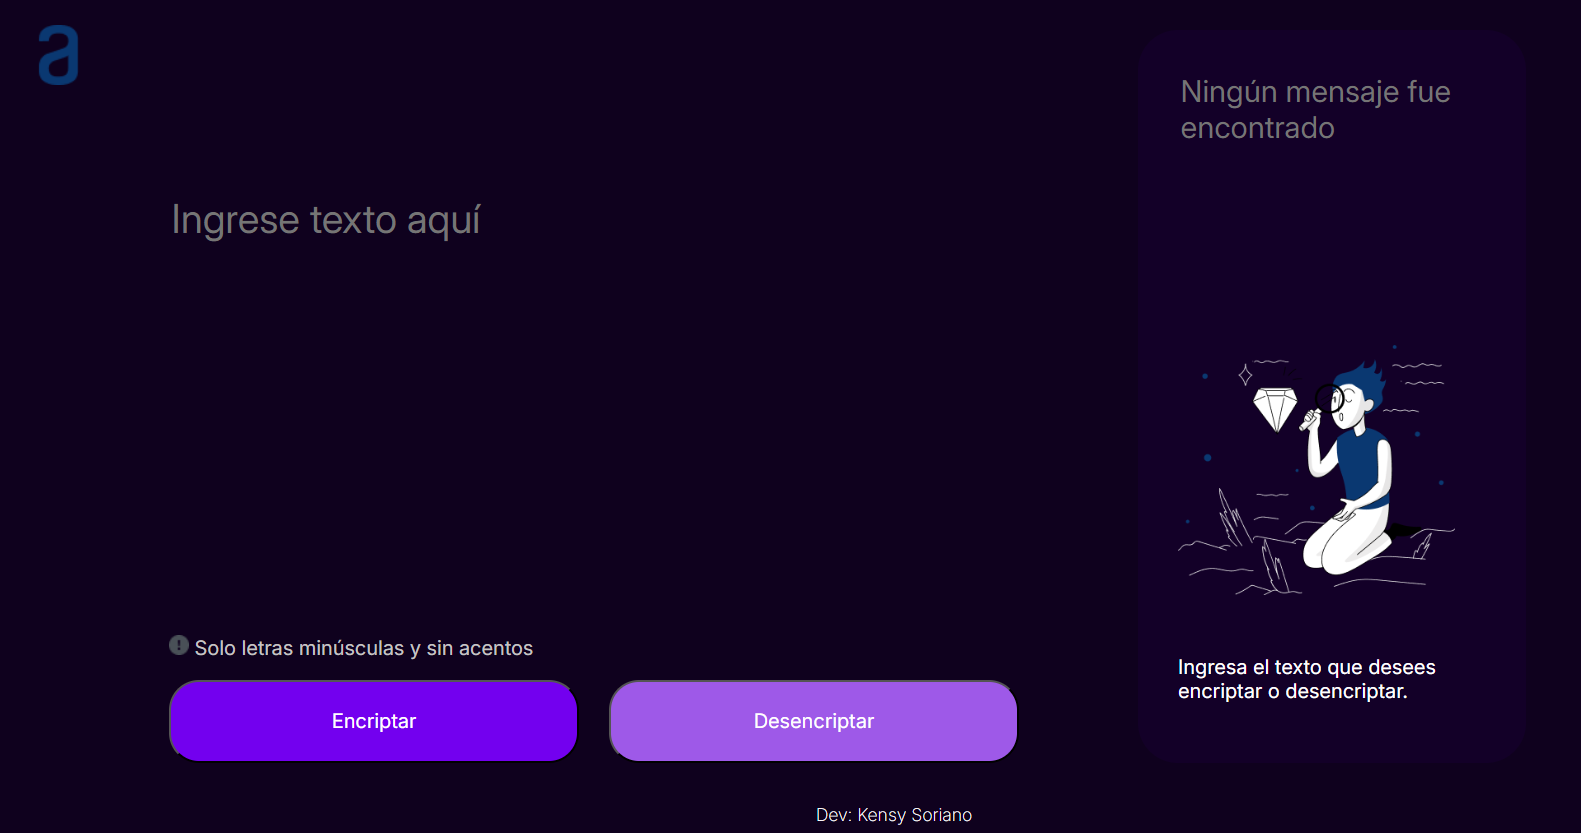 a
Ningún mensaje fue
encontrado
Ingrese texto aquí
Solo letras minúsculas y sin acentos
Encriptar
Desencriptar
Ingresa el texto que desees
encriptar o desencriptar.
Dev: Kensy Soriano